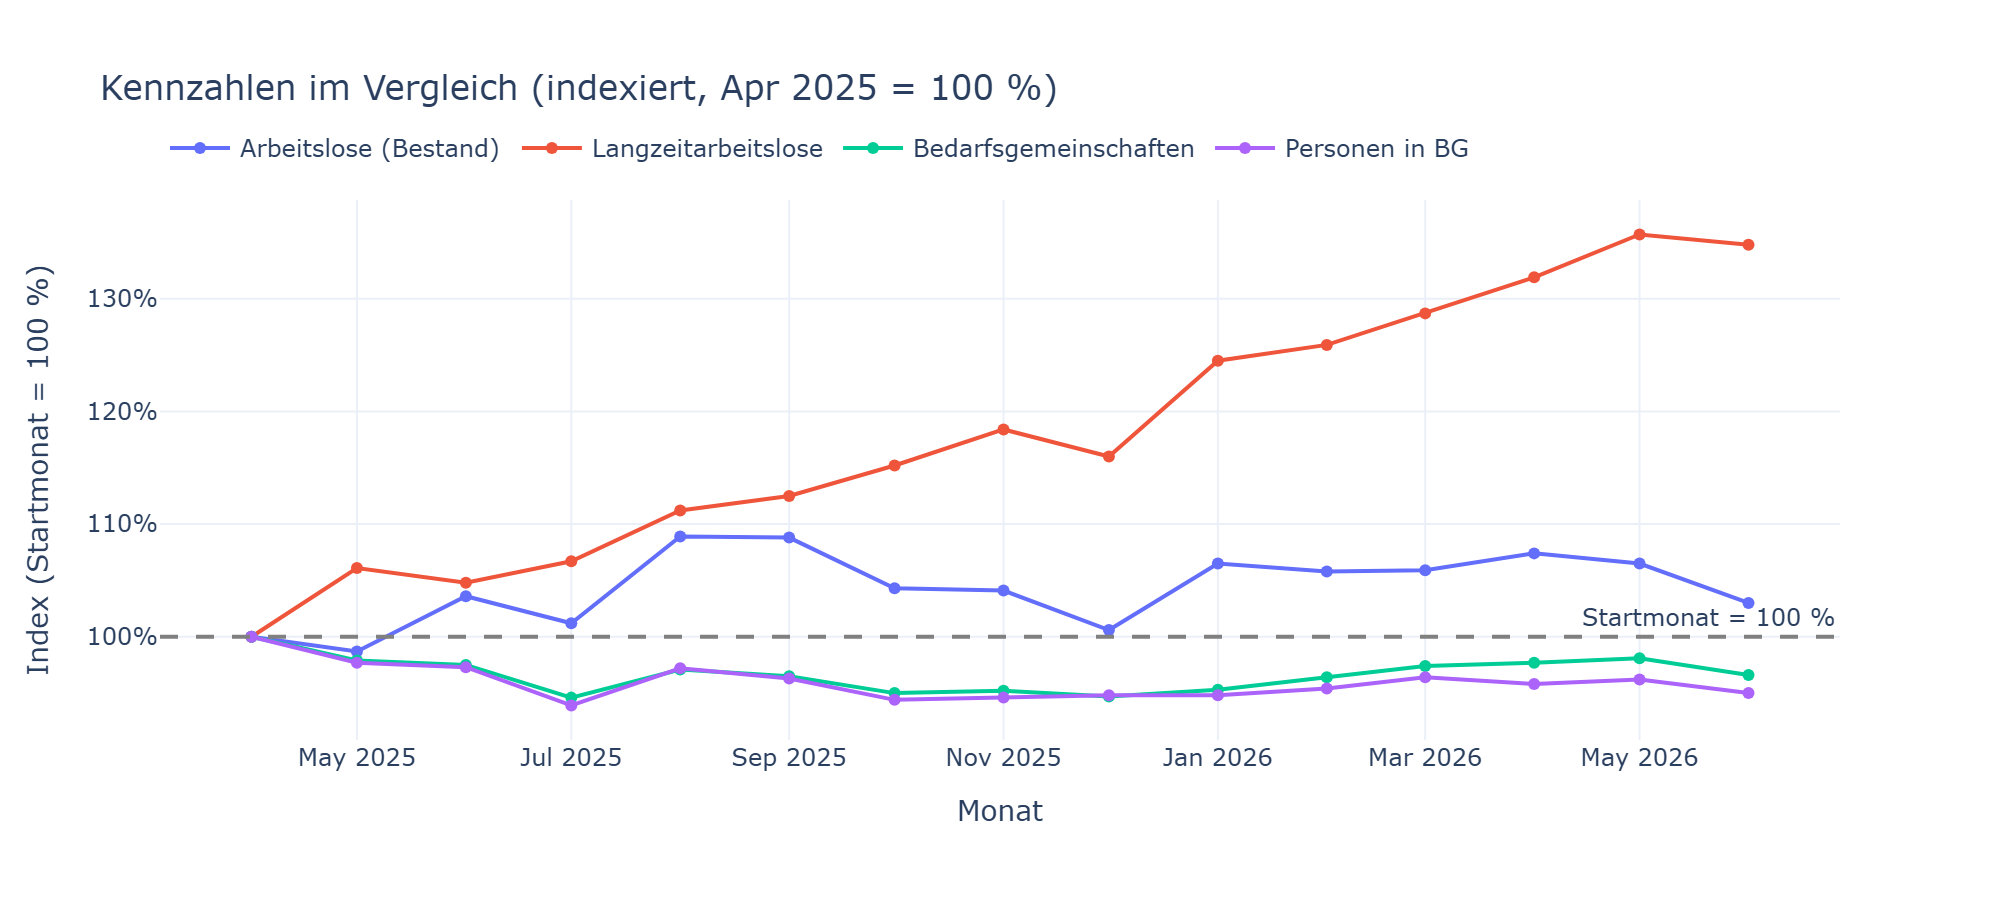 Kennzahlen im Vergleich (indexiert, Apr 2025 = 100 %)
Arbeitslose (Bestand) Langzeitarbeitslose Bedarfsgemeinschaften Personen in BG
Index (Startmonat = 100 %)
130%
120%
110%
100%
Startmonat = 100 %
May 2025 Jul 2025 Sep 2025 Nov 2025 Jan 2026 Mar 2026 May 2026
Monat